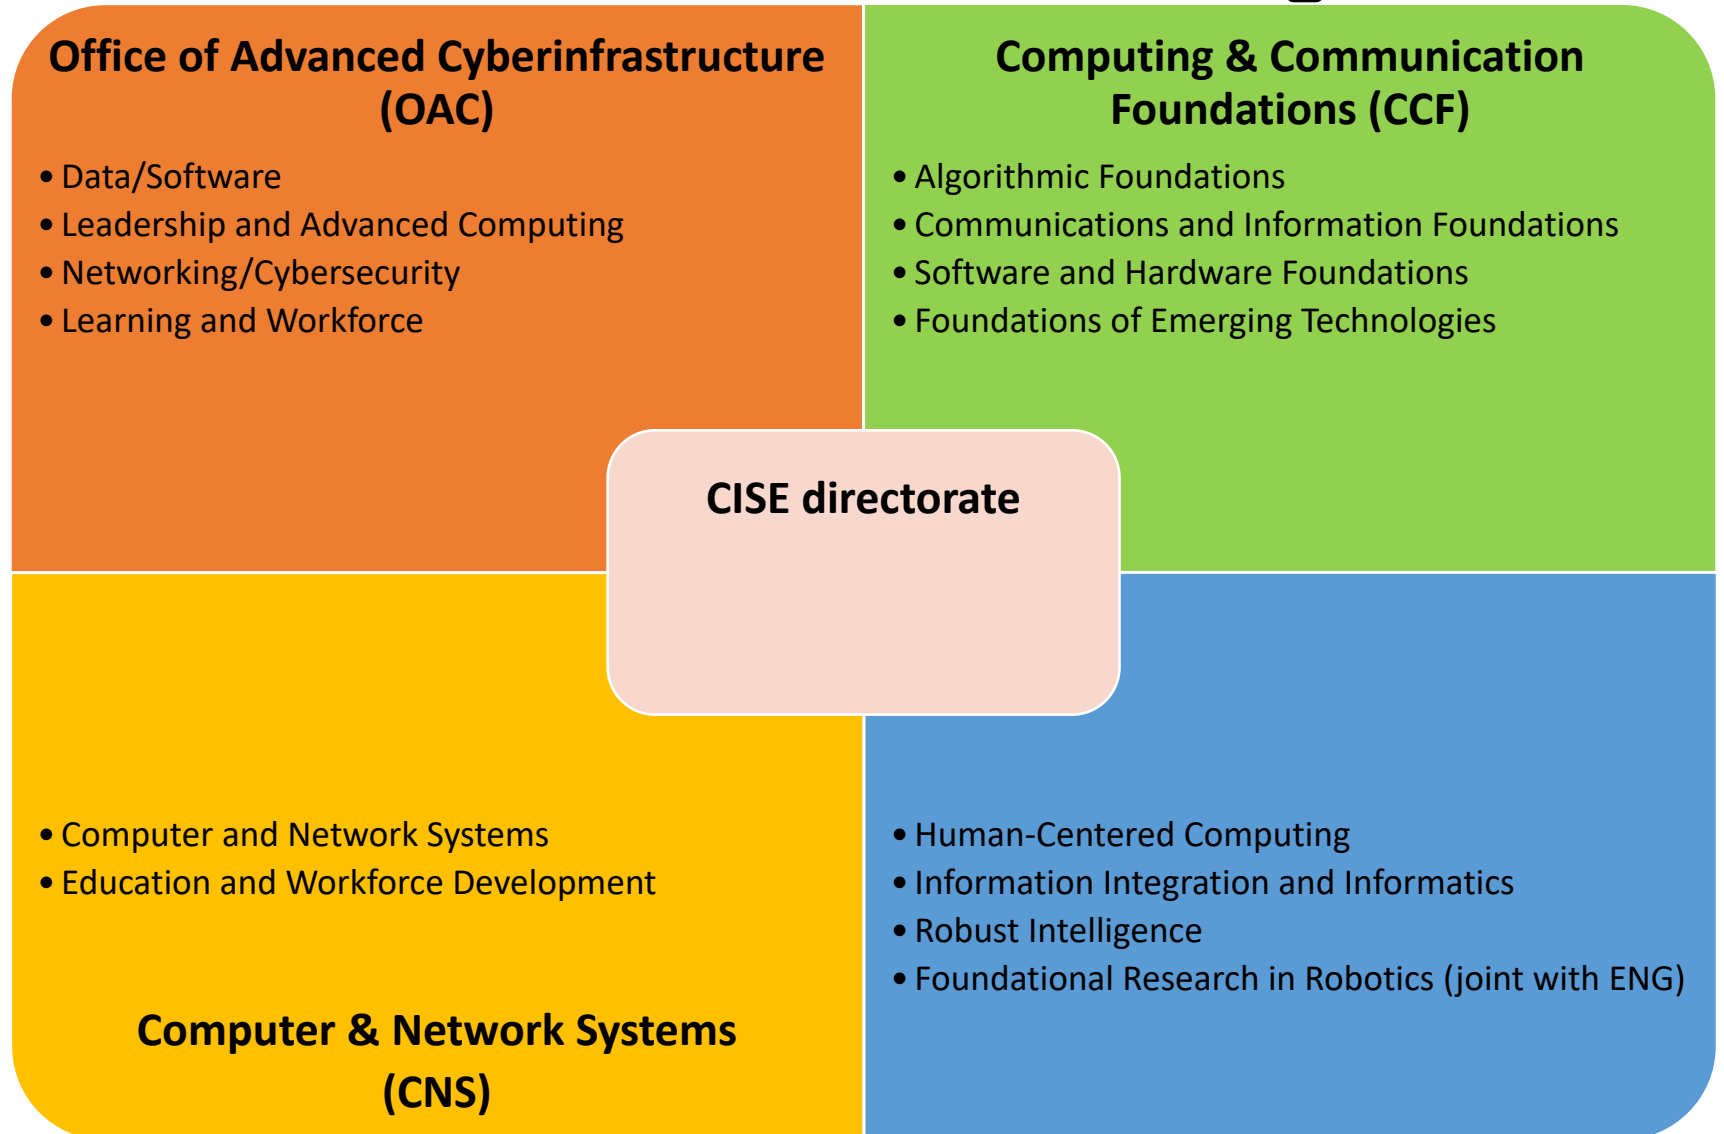 Office of Advanced Cyberinfrastructure
(OAC)
• Data/Software
• Leadership and Advanced Computing
• Networking/Cybersecurity
• Learning and Workforce
Computing & Communication
Foundations (CCF)
• Algorithmic Foundations
• Communications and Information Foundations
• Software and Hardware Foundations
• Foundations of Emerging Technologies
CISE directorate
• Computer and Network Systems
• Education and Workforce Development
Computer & Network Systems
(CNS)
• Human-Centered Computing
• Information Integration and Informatics
• Robust Intelligence
• Foundational Research in Robotics (joint with ENG)